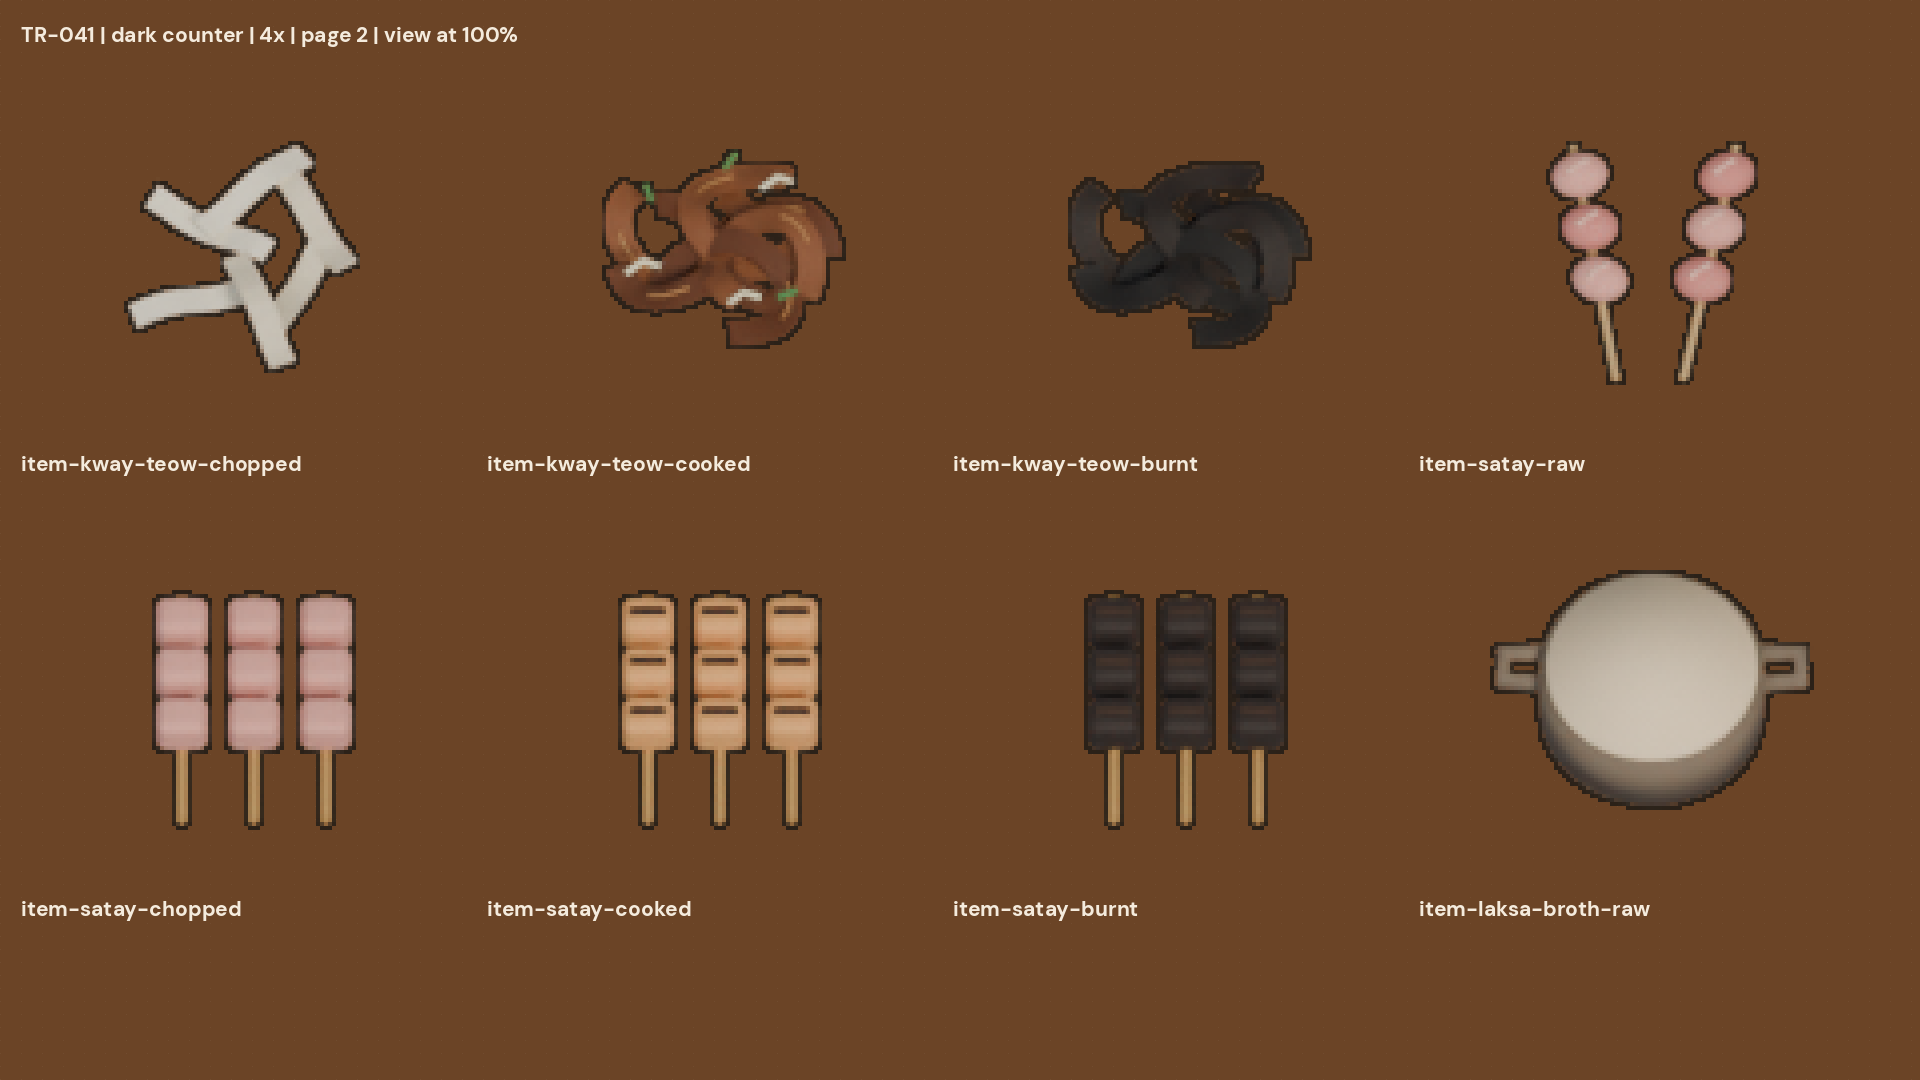 TR-041 | dark counter | 4x | page 2 | view at 100%
item-kway-teow-chopped
item-kway-teow-cooked
item-kway-teow-burnt
item-satay-raw
item-satay-chopped
item-satay-cooked
item-satay-burnt
item-laksa-broth-raw